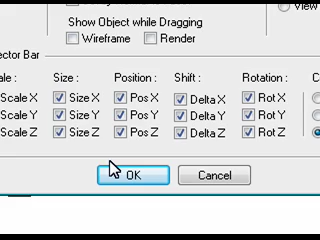 View
Show Object while Dragging
Wireframe Render
ector Bar
ale : Size : Position : Shift : Rotation : C
Scale X Size X Pos X Delta X Rot X
Scale Y Size Y Pos Y Delta Y Rot Y
Scale Z Size Z Pos Z Delta Z Rot Z
OK Cancel